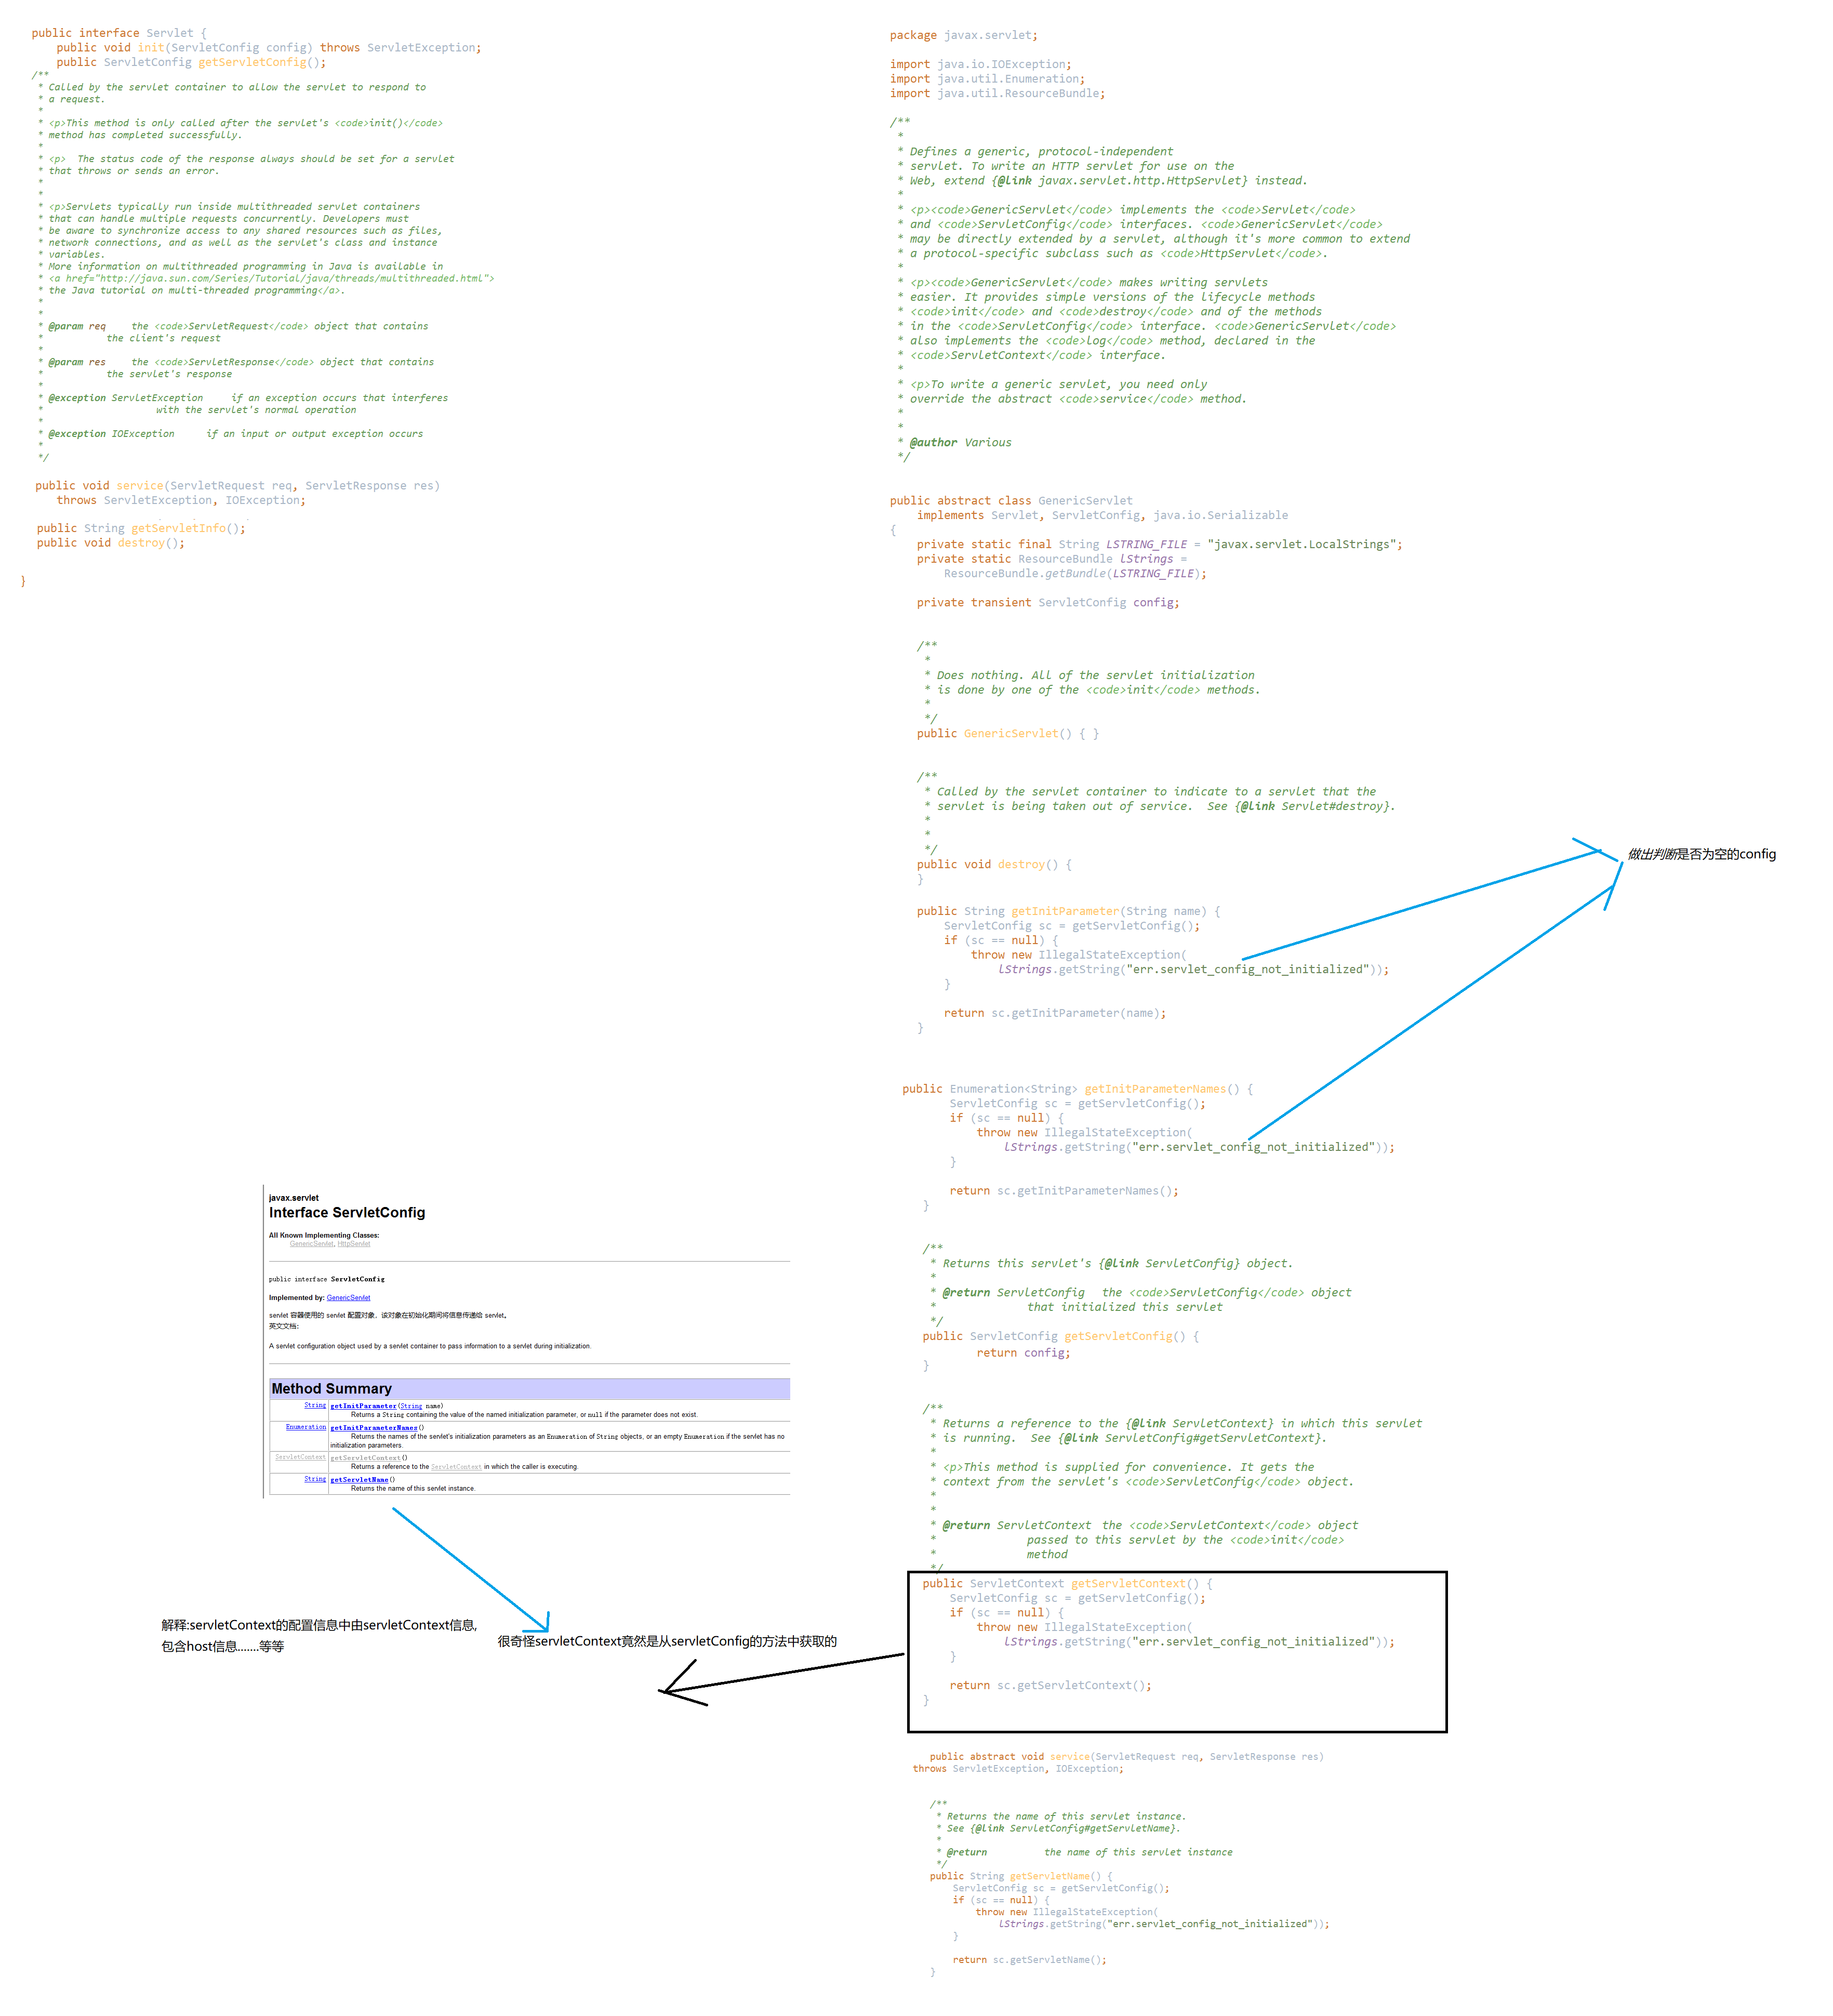 public interface Servlet {
public void init(ServletConfig config) throws ServletException;
public ServletConfig getServletConfig();
/**
* Called by the servlet container to allow the servlet to respond to
* a request.
*
* <p>This method is only called after the servlet's <code>init()</code>
* method has completed successfully.
*
* <p>  The status code of the response always should be set for a servlet
* that throws or sends an error.
*
*
* <p>Servlets typically run inside multithreaded servlet containers
* that can handle multiple requests concurrently. Developers must
* be aware to synchronize access to any shared resources such as files,
* network connections, and as well as the servlet's class and instance
* variables.
* More information on multithreaded programming in Java is available in
* <a href="http://java.sun.com/Series/Tutorial/java/threads/multithreaded.html">
* the Java tutorial on multi-threaded programming</a>.
*
*
* @param req    the <code>ServletRequest</code> object that contains
*          the client's request
*
* @param res    the <code>ServletResponse</code> object that contains
*          the servlet's response
*
* @exception ServletException    if an exception occurs that interferes
*                  with the servlet's normal operation
*
* @exception IOException     if an input or output exception occurs
*
*/
public void service(ServletRequest req, ServletResponse res)
throws ServletException, IOException;
public String getServletInfo();
public void destroy();
}
package javax.servlet;
import java.io.IOException;
import java.util.Enumeration;
import java.util.ResourceBundle;
/**
*
* Defines a generic, protocol-independent
* servlet. To write an HTTP servlet for use on the
* Web, extend {@link javax.servlet.http.HttpServlet} instead.
*
* <p><code>GenericServlet</code> implements the <code>Servlet</code>
* and <code>ServletConfig</code> interfaces. <code>GenericServlet</code>
* may be directly extended by a servlet, although it's more common to extend
* a protocol-specific subclass such as <code>HttpServlet</code>.
*
* <p><code>GenericServlet</code> makes writing servlets
* easier. It provides simple versions of the lifecycle methods
* <code>init</code> and <code>destroy</code> and of the methods
* in the <code>ServletConfig</code> interface. <code>GenericServlet</code>
* also implements the <code>log</code> method, declared in the
* <code>ServletContext</code> interface.
*
* <p>To write a generic servlet, you need only
* override the abstract <code>service</code> method.
*
*
* @author Various
*/
public abstract class GenericServlet
implements Servlet, ServletConfig, java.io.Serializable
{
private static final String LSTRING_FILE = "javax.servlet.LocalStrings";
private static ResourceBundle lStrings =
ResourceBundle.getBundle(LSTRING_FILE);
private transient ServletConfig config;
/**
*
* Does nothing. All of the servlet initialization
* is done by one of the <code>init</code> methods.
*
*/
public GenericServlet() { }
/**
* Called by the servlet container to indicate to a servlet that the
* servlet is being taken out of service.  See {@link Servlet#destroy}.
*
*
*/
public void destroy() {
}
做出判断是否为空的config
public String getInitParameter(String name) {
ServletConfig sc = getServletConfig();
if (sc == null) {
throw new IllegalStateException(
lStrings.getString("err.servlet_config_not_initialized"));
}
return sc.getInitParameter(name);
}
public Enumeration<String> getInitParameterNames() {
ServletConfig sc = getServletConfig();
if (sc == null) {
throw new IllegalStateException(
lStrings.getString("err.servlet_config_not_initialized"));
}
return sc.getInitParameterNames();
}
/**
* Returns this servlet's {@link ServletConfig} object.
*
* @return ServletConfig  the <code>ServletConfig</code> object
*             that initialized this servlet
*/
public ServletConfig getServletConfig() {
return config;
}
/**
* Returns a reference to the {@link ServletContext} in which this servlet
* is running.  See {@link ServletConfig#getServletContext}.
*
* <p>This method is supplied for convenience. It gets the
* context from the servlet's <code>ServletConfig</code> object.
*
*
* @return ServletContext  the <code>ServletContext</code> object
*             passed to this servlet by the <code>init</code>
*             method
*/
public ServletContext getServletContext() {
ServletConfig sc = getServletConfig();
if (sc == null) {
throw new IllegalStateException(
lStrings.getString("err.servlet_config_not_initialized"));
}
return sc.getServletContext();
}
public abstract void service(ServletRequest req, ServletResponse res)
throws ServletException, IOException;
/**
* Returns the name of this servlet instance.
* See {@link ServletConfig#getServletName}.
*
* @return          the name of this servlet instance
*/
public String getServletName() {
ServletConfig sc = getServletConfig();
if (sc == null) {
throw new IllegalStateException(
lStrings.getString("err.servlet_config_not_initialized"));
}
return sc.getServletName();
}
javax.servlet
Interface ServletConfig
All Known Implementing Classes:
GenericServlet, HttpServlet
public interface ServletConfig
Implemented by: GenericServlet
servlet 容器使用的 servlet 配置对象，该对象在初始化期间将信息传递给 servlet。
英文文档：
A servlet configuration object used by a servlet container to pass information to a servlet during initialization.
Method Summary
String getInitParameter(String name)
Returns a String containing the value of the named initialization parameter, or null if the parameter does not exist.
Enumeration getInitParameterNames()
Returns the names of the servlet's initialization parameters as an Enumeration of String objects, or an empty Enumeration if the servlet has no
initialization parameters.
ServletContext getServletContext()
Returns a reference to the ServletContext in which the caller is executing.
String getServletName()
Returns the name of this servlet instance.
解释:servletContext的配置信息中由servletContext信息,
包含host信息.......等等
很奇怪servletContext竟然是从servletConfig的方法中获取的